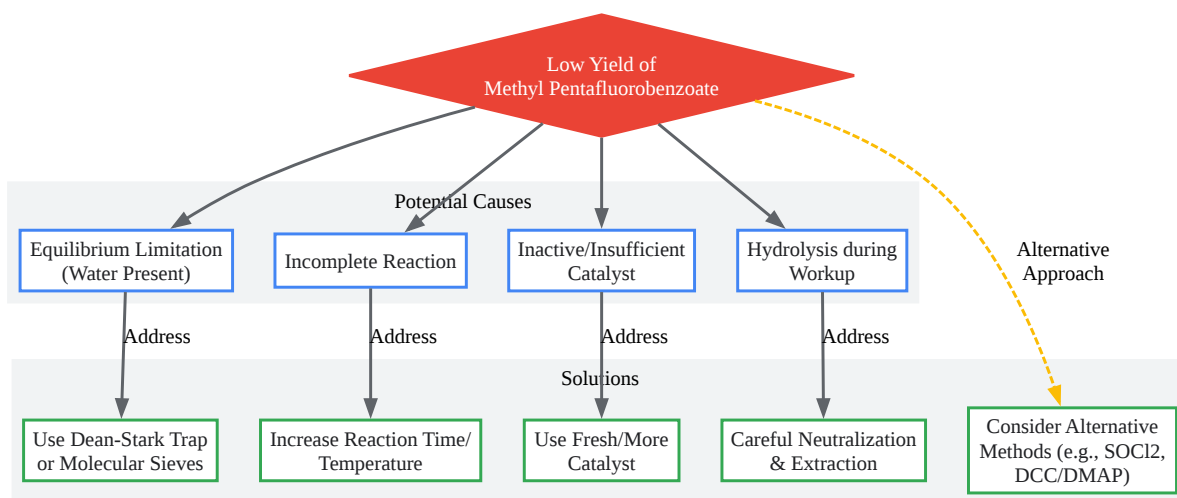 Low Yield of
Methyl Pentafluorobenzoate
Potential Causes
Equilibrium Limitation
(Water Present)
Incomplete Reaction
Inactive/Insufficient
Catalyst
Hydrolysis during
Workup
Alternative
Approach
Address
Address
Address
Address
Solutions
Use Dean-Stark Trap
or Molecular Sieves
Increase Reaction Time/
Temperature
Use Fresh/More
Catalyst
Careful Neutralization
& Extraction
Consider Alternative
Methods (e.g., SOCl2,
DCC/DMAP)